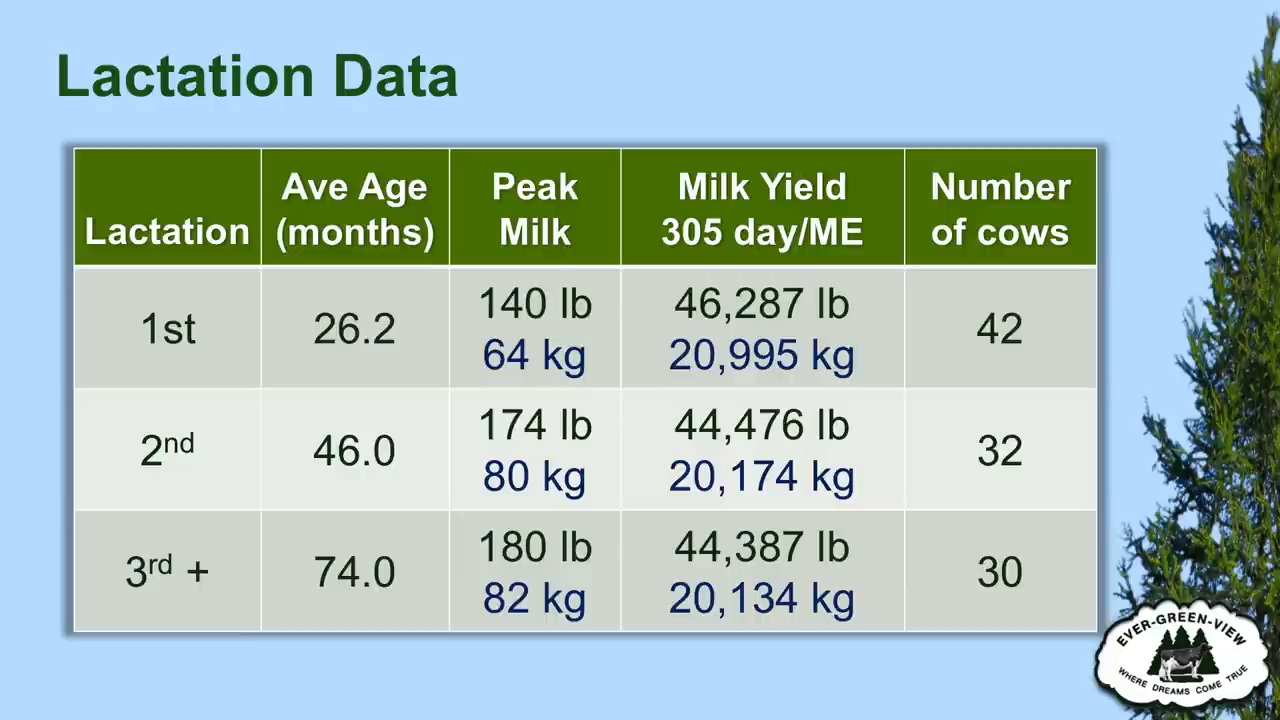 Lactation Data
Lactation
Ave Age
(months)
Peak
Milk
Milk Yield
305 day/ME
Number
of cows
1st
26.2
140 lb
64 kg
46,287 lb
20,995 kg
42
2nd
46.0
174 lb
80 kg
44,476 lb
20,174 kg
32
3rd +
74.0
180 lb
82 kg
44,387 lb
20,134 kg
30
EVER-GREEN-VIEW
WHERE DREAMS COME TRUE